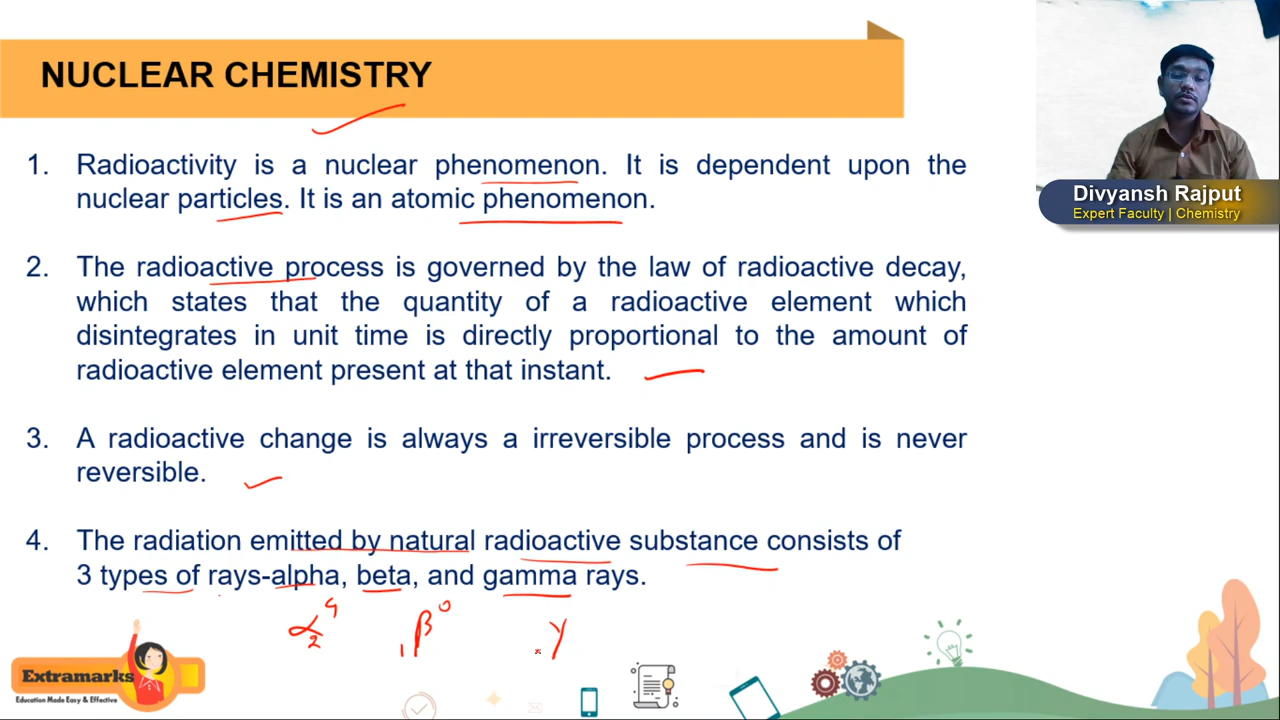 NUCLEAR CHEMISTRY
Divyansh Rajput
Expert Faculty | Chemistry
1. Radioactivity is a nuclear phenomenon. It is dependent upon the
nuclear particles. It is an atomic phenomenon.
2. The radioactive process is governed by the law of radioactive decay,
which states that the quantity of a radioactive element which
disintegrates in unit time is directly proportional to the amount of
radioactive element present at that instant.
3. A radioactive change is always a irreversible process and is never
reversible.
4. The radiation emitted by natural radioactive substance consists of
3 types of rays-alpha, beta, and gamma rays.
α₂⁴ ₁β⁰ γ
Extramarks
Education Made Easy & Effective